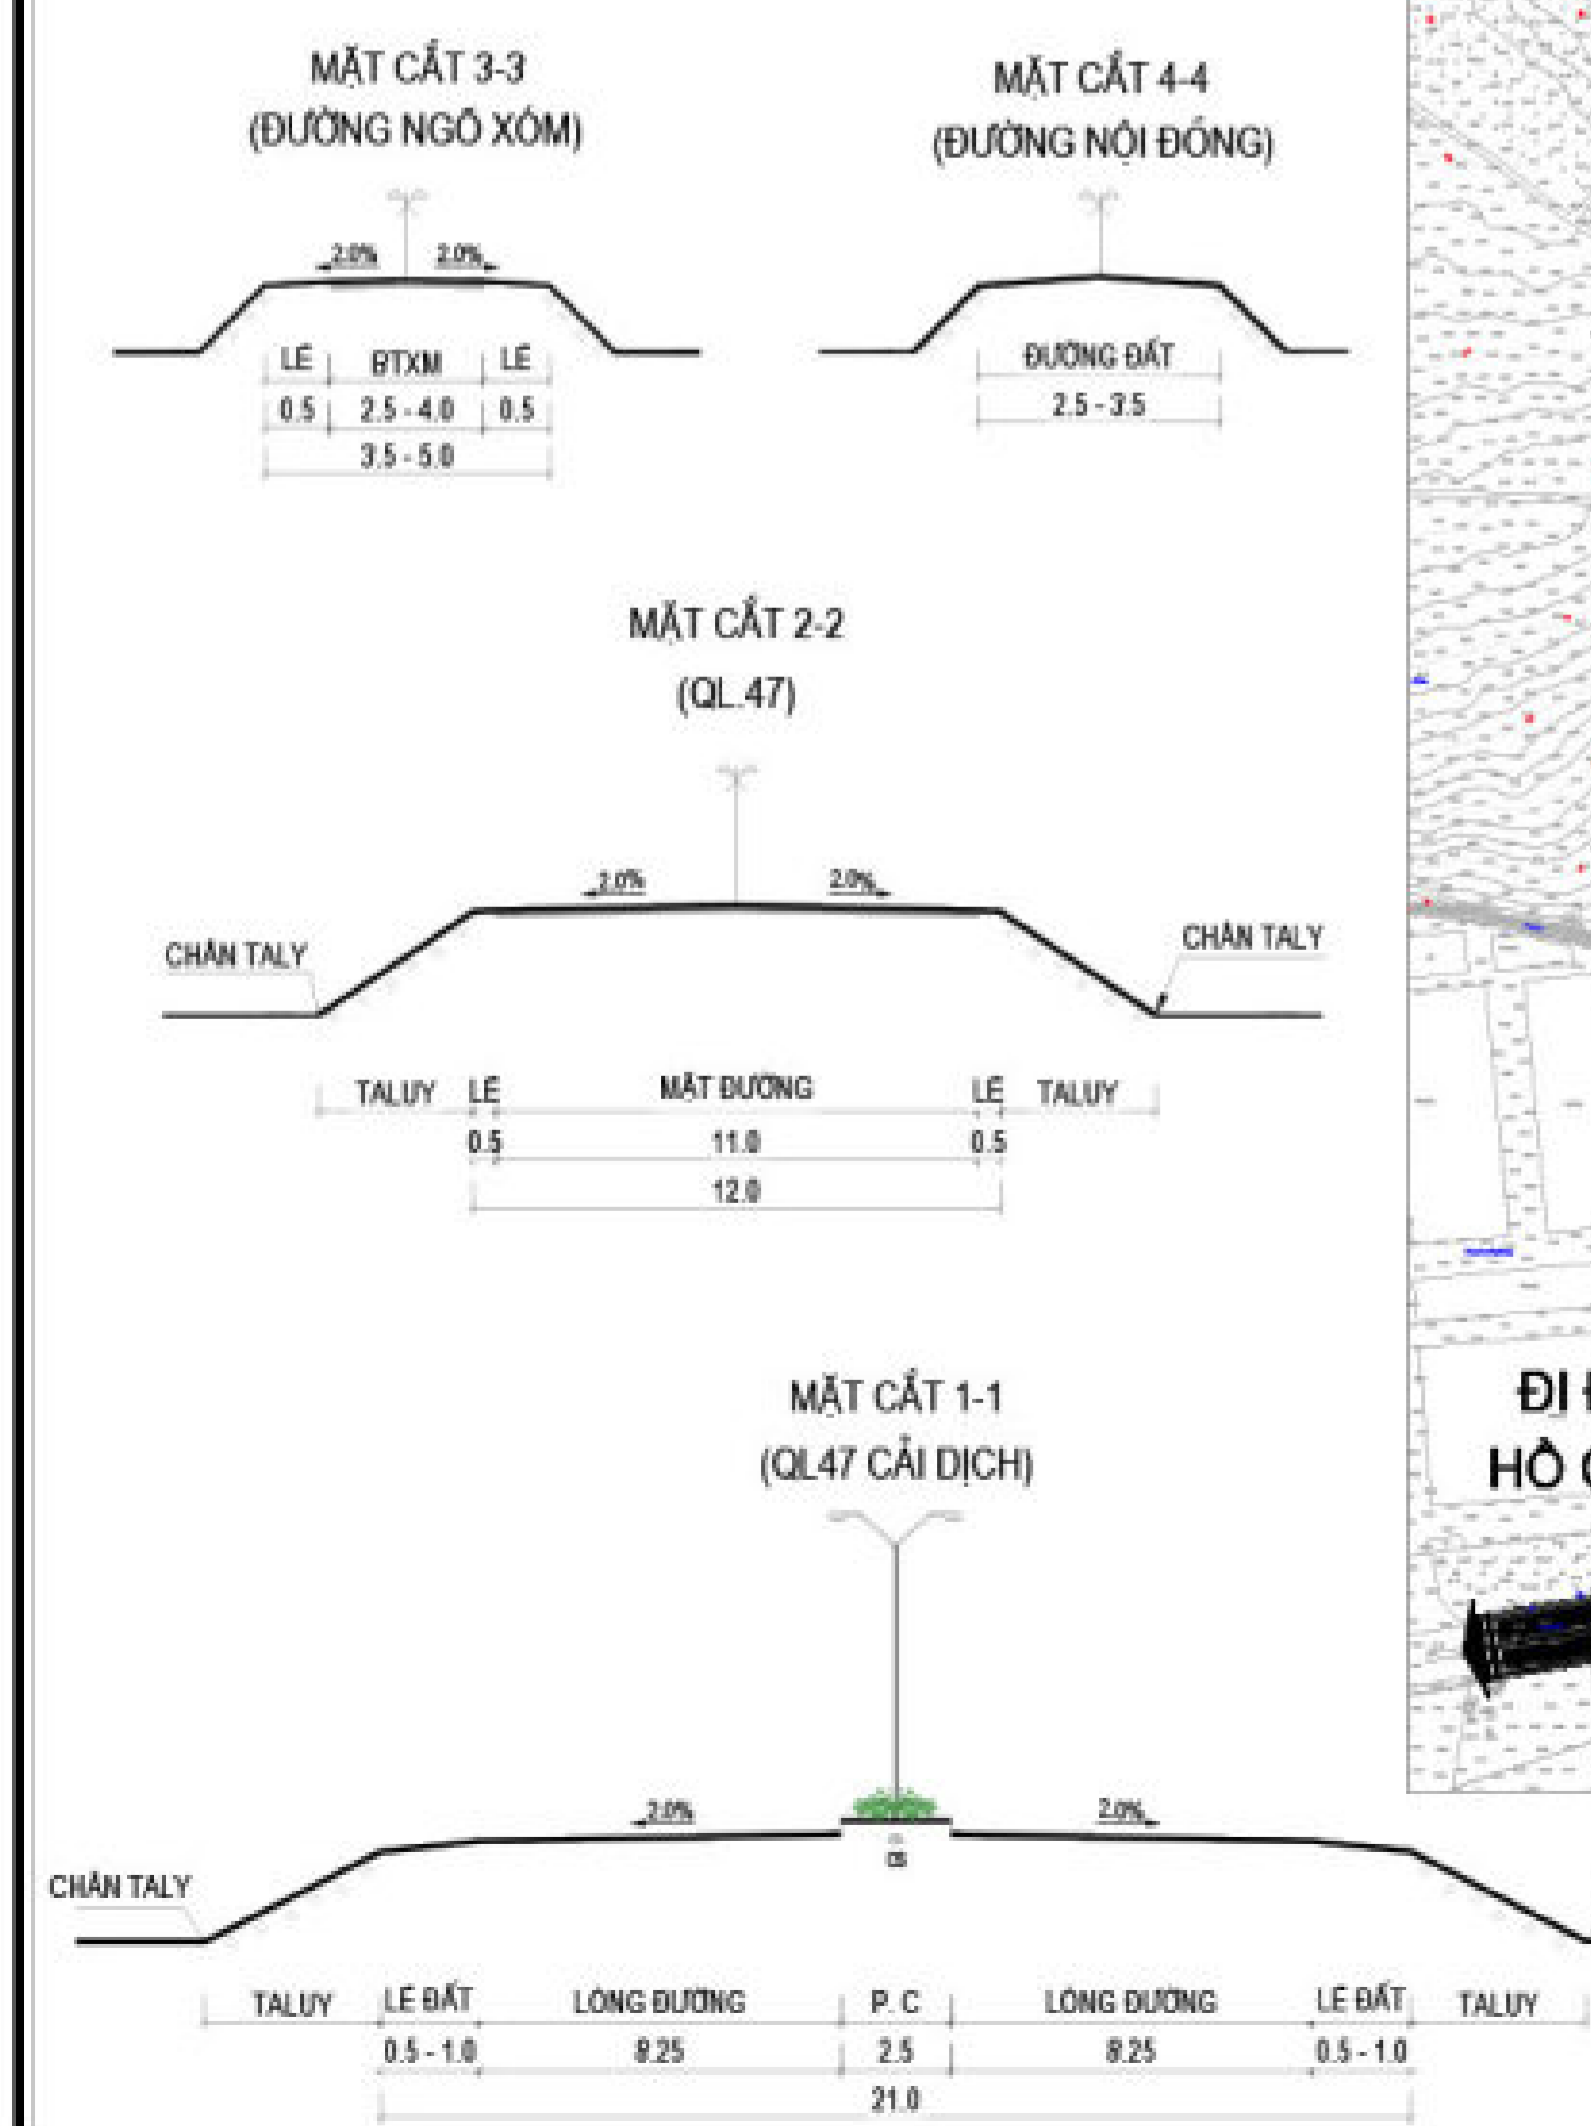 MẶT CẮT 3-3
(ĐƯỜNG NGÕ XÓM)
2.0% 2.0%
LỀ BTXM LỀ
0.5 2.5 - 4.0 0.5
3.5 - 5.0
MẶT CẮT 4-4
(ĐƯỜNG NỘI ĐỒNG)
ĐƯỜNG ĐẤT
2.5 - 3.5
MẶT CẮT 2-2
(QL.47)
2.0% 2.0%
CHÂN TALY CHÂN TALY
TALUY LỀ MẶT ĐƯỜNG LỀ TALUY
0.5 11.0 0.5
12.0
MẶT CẮT 1-1
(QL47 CẢI DỊCH)
2.0% 2.0%
CHÂN TALY
TALUY LỀ ĐẤT LÒNG ĐƯỜNG P. C LÒNG ĐƯỜNG LỀ ĐẤT TALUY
0.5 - 1.0 8.25 2.5 8.25 0.5 - 1.0
21.0
ĐI
HỒ